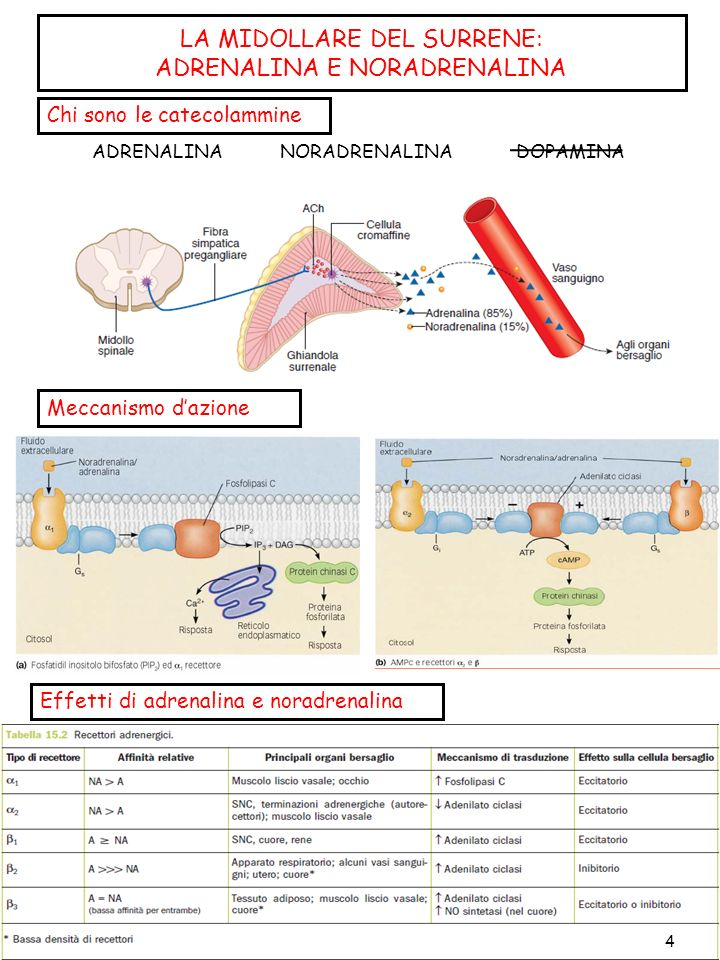 LA MIDOLLARE DEL SURRENE:
ADRENALINA E NORADRENALINA
Chi sono le catecolammine
ADRENALINA NORADRENALINA DOPAMINA
ACh
Fibra
simpatica
pregangliare
Cellula
cromaffine
Vaso
sanguigno
Adrenalina (85%)
Noradrenalina (15%)
Midollo
spinale
Ghiandola
surrenale
Agli organi
bersaglio
Meccanismo d'azione
Fluido
extracellulare
Noradrenalina/
adrenalina
Fosfolipasi C
α1
PIP2
Gs
IP3 + DAG
Protein chinasi C
Ca2+
Risposta
Reticolo
endoplasmatico
Proteina
fosforilata
Risposta
Citosol
(a) Fosfatidil inositolo bifosfato (PIP2) ed α1 recettore
Fluido
extracellulare
Noradrenalina/adrenalina
Adenilato ciclasi
α2
– +
β
Gi
ATP
Gs
cAMP
Protein chinasi
Proteina fosforilata
Citosol
Risposta
(b) AMPc e recettori α2 e β
Effetti di adrenalina e noradrenalina
Tabella 15.2 Recettori adrenergici.
Tipo di recettore Affinità relative Principali organi bersaglio Meccanismo di trasduzione Effetto sulla cellula bersaglio
α1 NA > A Muscolo liscio vasale; occhio ↑ Fosfolipasi C Eccitatorio
α2 NA > A SNC, terminazioni adrenergiche (autore-
cettori); muscolo liscio vasale ↓ Adenilato ciclasi Eccitatorio
β1 A ≥ NA SNC, cuore, rene ↑ Adenilato ciclasi Eccitatorio
β2 A >>> NA Apparato respiratorio; alcuni vasi sangui-
gni; utero; cuore* ↑ Adenilato ciclasi Inibitorio
β3 A = NA Tessuto adiposo; muscolo liscio vasale; ↑ Adenilato ciclasi Eccitatorio o inibitorio
(bassa affinità per entrambe) cuore* ↑ NO sintetasi (nel cuore)
* Bassa densità di recettori
4